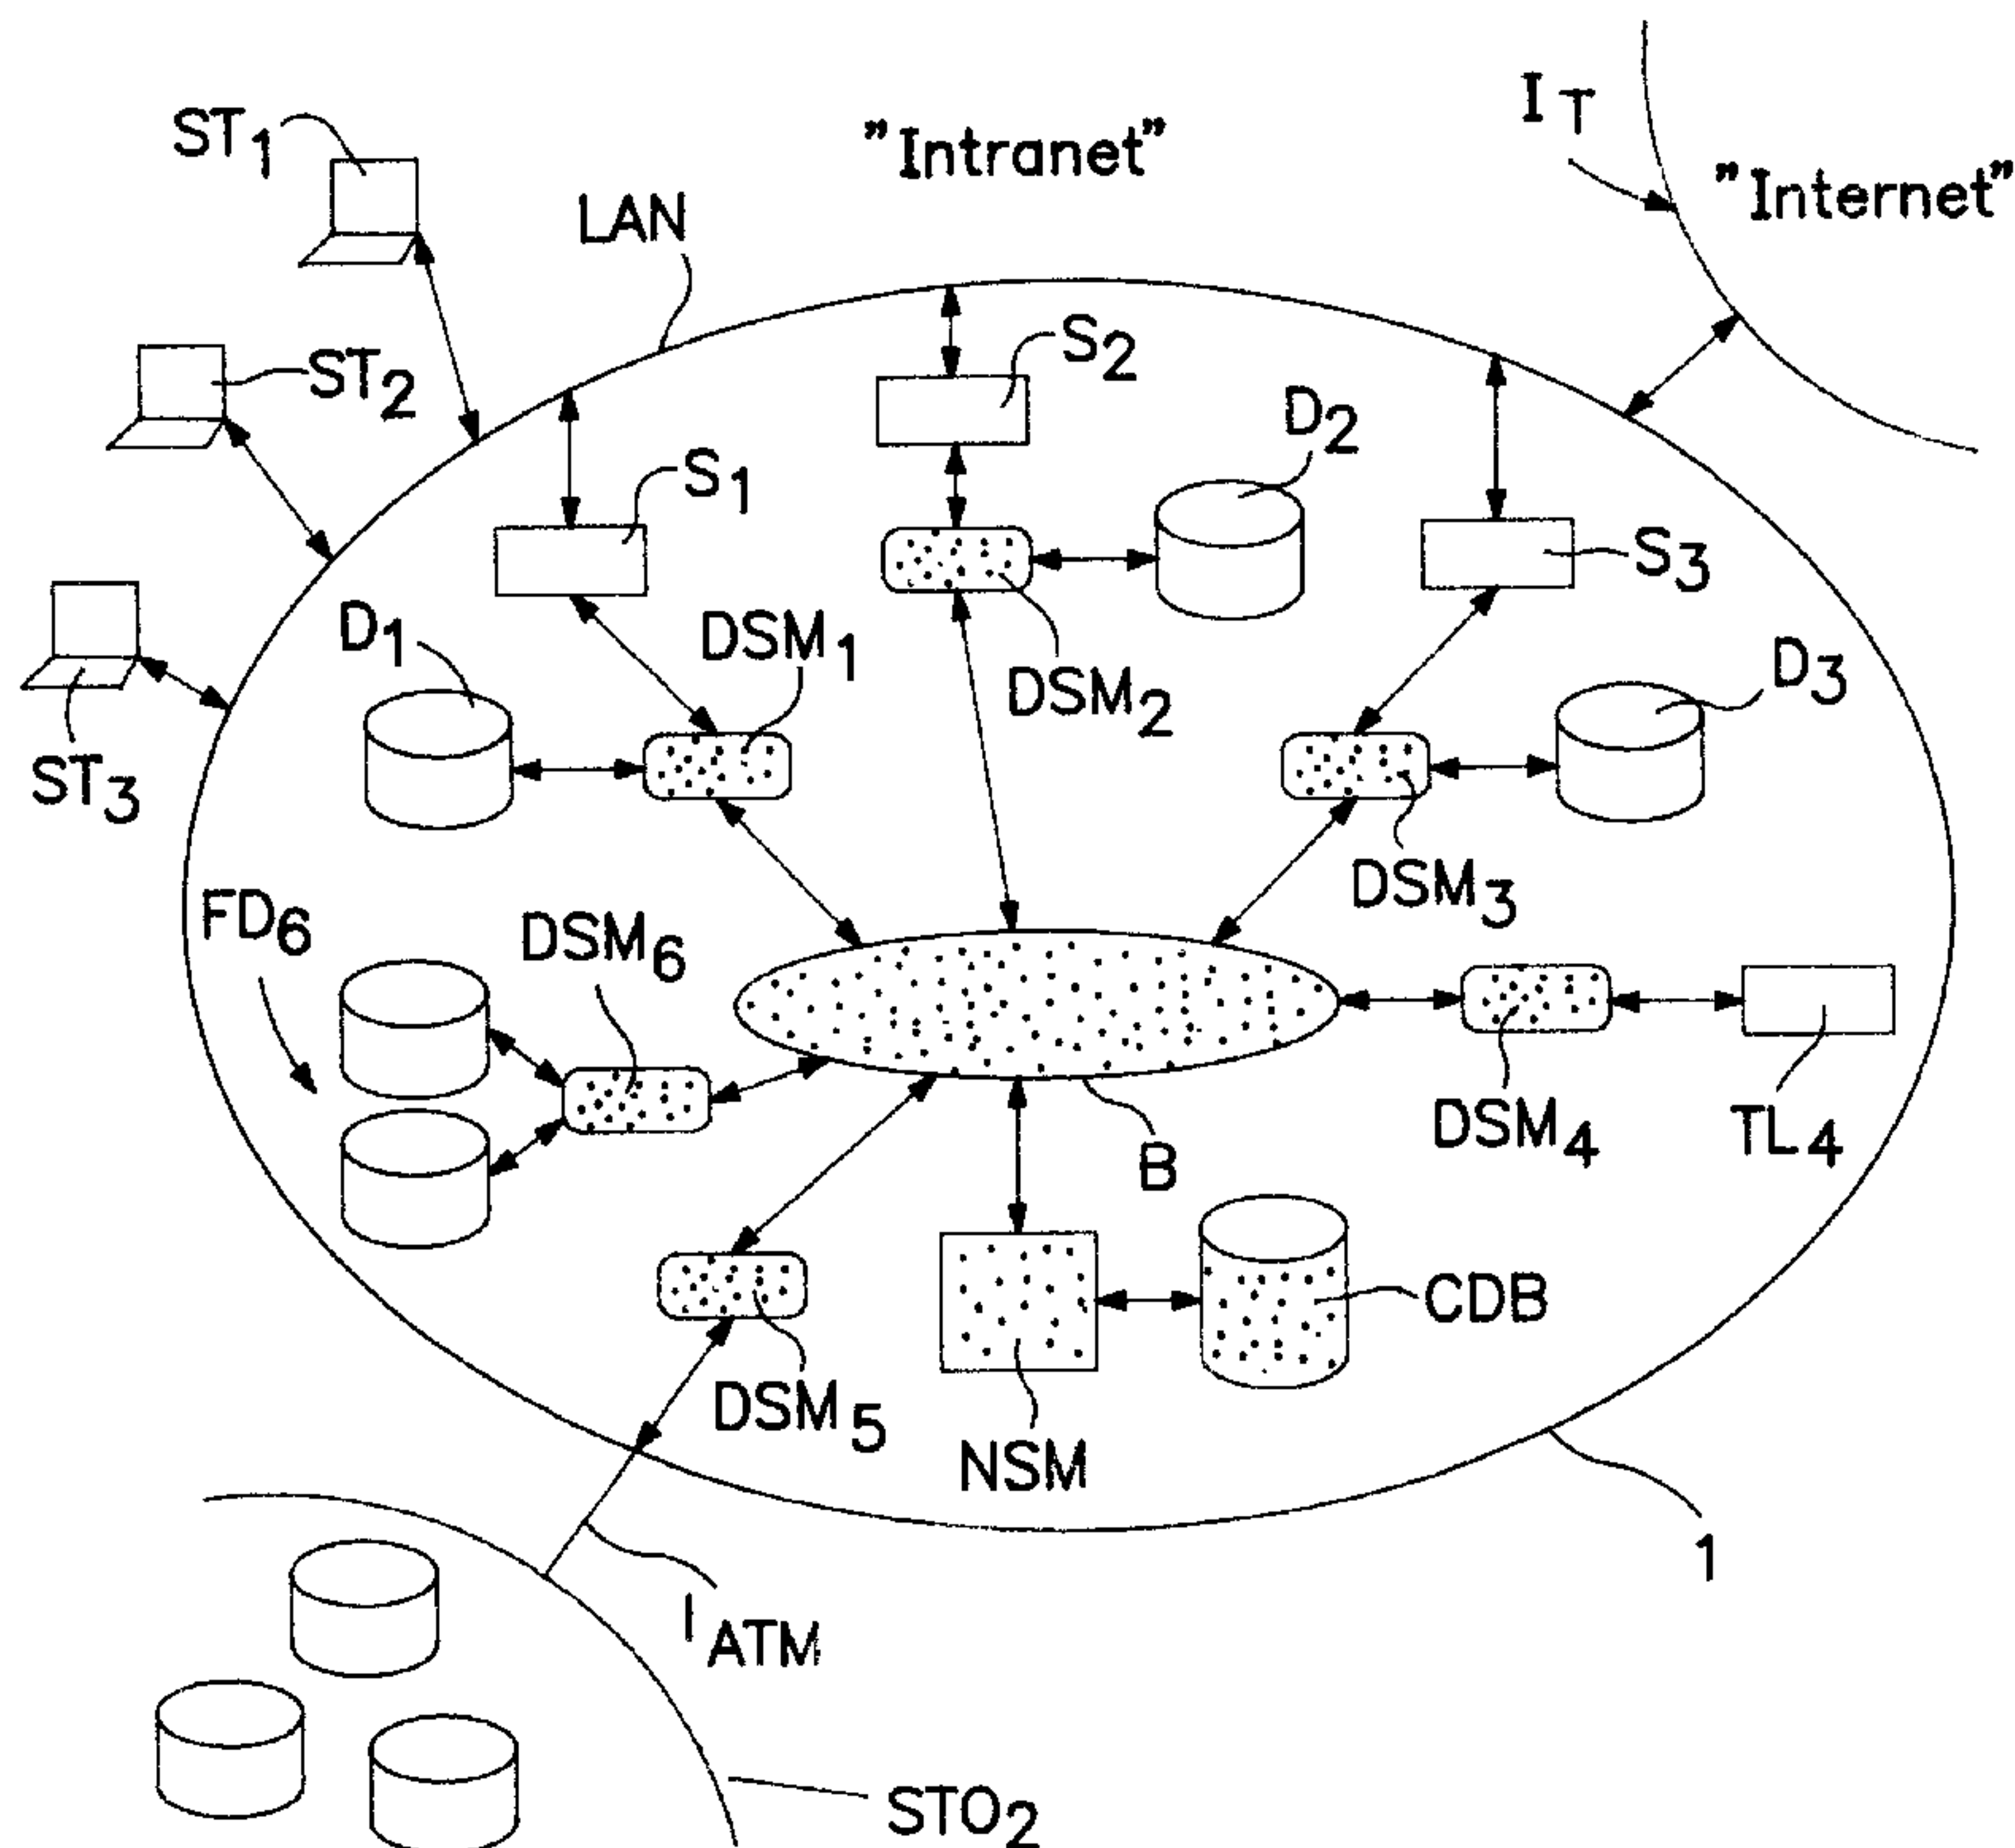 ST1
"Intranet"
IT
"Internet"
LAN
ST2
S2
D2
S1
S3
D1
DSM1
DSM2
D3
ST3
DSM3
FD6
DSM6
DSM4
TL4
B
CDB
DSM5
NSM
1
IATM
STO2